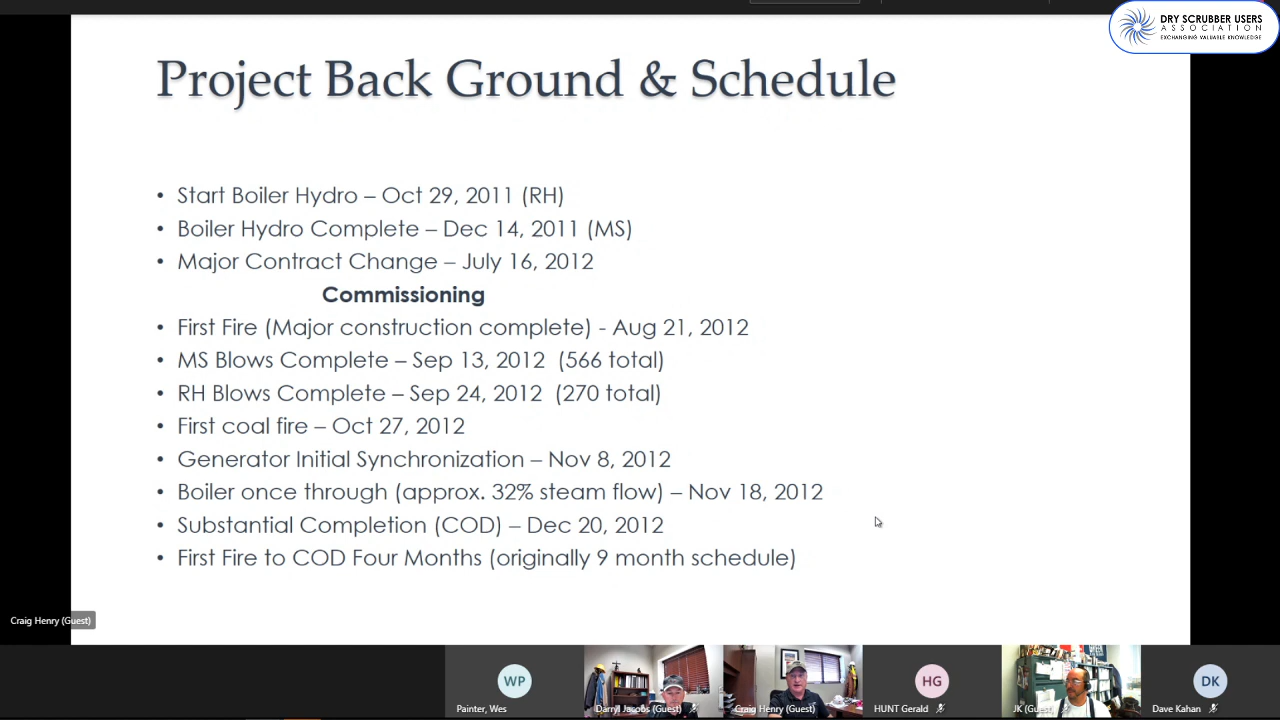 DRY SCRUBBER USERS
ASSOCIATION
EXCHANGING VALUABLE KNOWLEDGE
Project Back Ground & Schedule
• Start Boiler Hydro – Oct 29, 2011 (RH)
• Boiler Hydro Complete – Dec 14, 2011 (MS)
• Major Contract Change – July 16, 2012
Commissioning
• First Fire (Major construction complete) - Aug 21, 2012
• MS Blows Complete – Sep 13, 2012 (566 total)
• RH Blows Complete – Sep 24, 2012 (270 total)
• First coal fire – Oct 27, 2012
• Generator Initial Synchronization – Nov 8, 2012
• Boiler once through (approx. 32% steam flow) – Nov 18, 2012
• Substantial Completion (COD) – Dec 20, 2012
• First Fire to COD Four Months (originally 9 month schedule)
Craig Henry (Guest)
WP
HG
DK
Painter, Wes
Darryl Jacobs (Guest)
Craig Henry (Guest)
HUNT Gerald
JK (Guest)
Dave Kahan